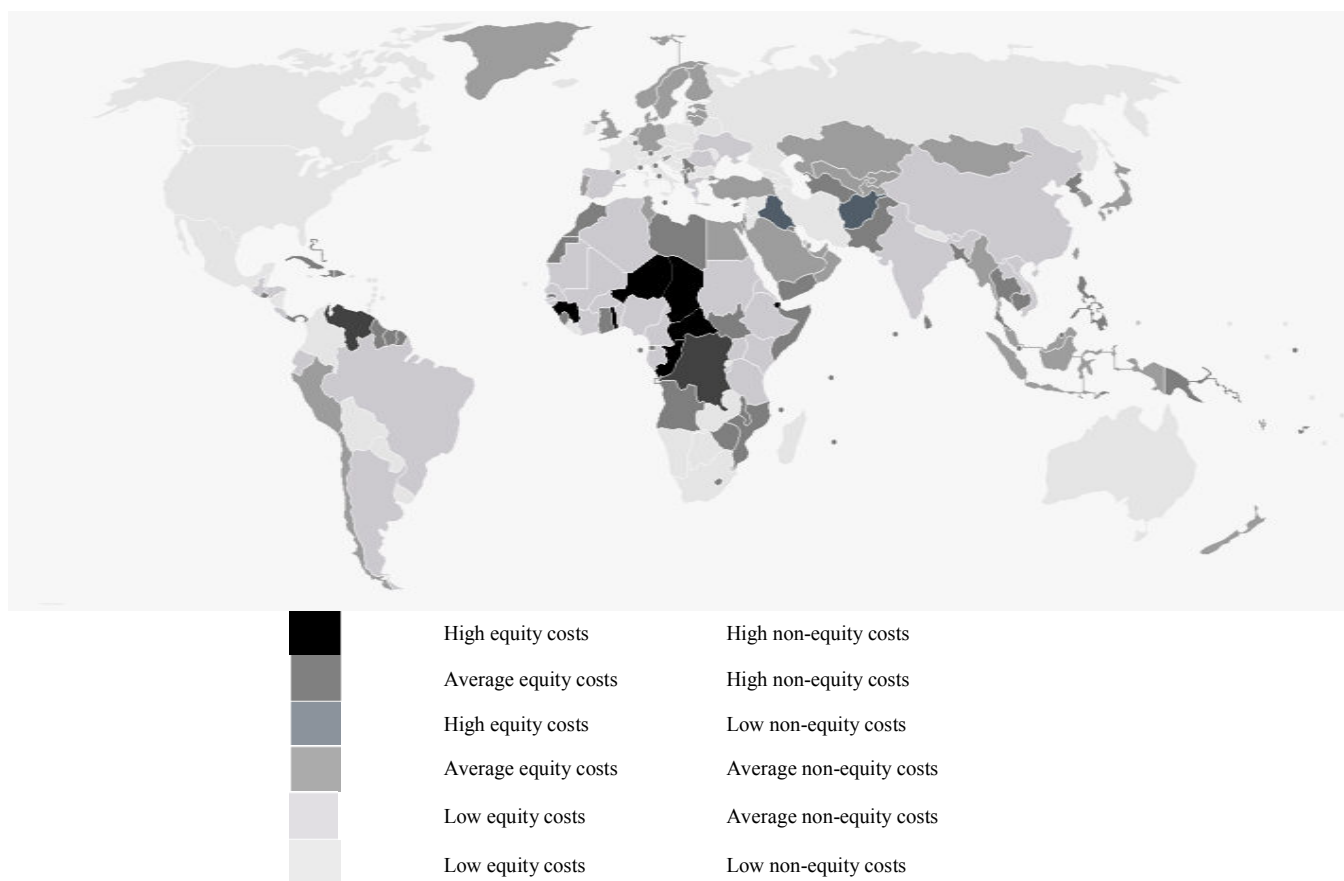 High equity costs High non-equity costs
Average equity costs High non-equity costs
High equity costs Low non-equity costs
Average equity costs Average non-equity costs
Low equity costs Average non-equity costs
Low equity costs Low non-equity costs